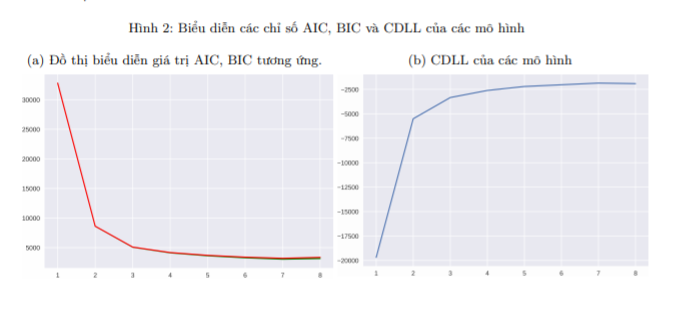 Hình 2: Biểu diễn các chỉ số AIC, BIC và CDLL của các mô hình
(a) Đồ thị biểu diễn giá trị AIC, BIC tương ứng.
(b) CDLL của các mô hình
30000
25000
20000
15000
10000
5000
1 2 3 4 5 6 7 8
−2500
−5000
−7500
−10000
−12500
−15000
−17500
−20000
1 2 3 4 5 6 7 8